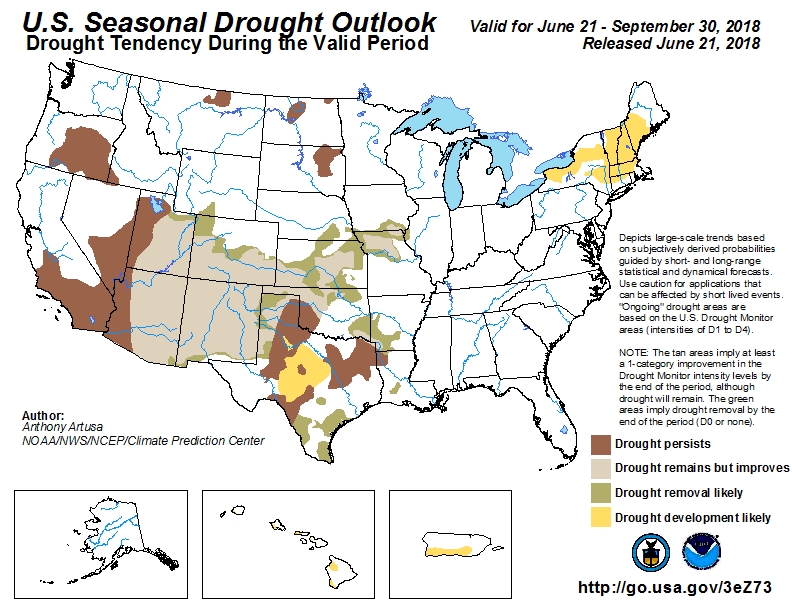 U.S. Seasonal Drought Outlook
Drought Tendency During the Valid Period
Valid for June 21 - September 30, 2018
Released June 21, 2018
Depicts large-scale trends based
on subjectively derived probabilities
guided by short- and long-range
statistical and dynamical forecasts.
Use caution for applications that
can be affected by short lived events.
"Ongoing" drought areas are
based on the U.S. Drought Monitor
areas (intensities of D1 to D4).
NOTE: The tan areas imply at least
a 1-category improvement in the
Drought Monitor intensity levels by
the end of the period, although
drought will remain. The green
areas imply drought removal by the
end of the period (D0 or none).
Author:
Anthony Artusa
NOAA/NWS/NCEP/Climate Prediction Center
Drought persists
Drought remains but improves
Drought removal likely
Drought development likely
http://go.usa.gov/3eZ73